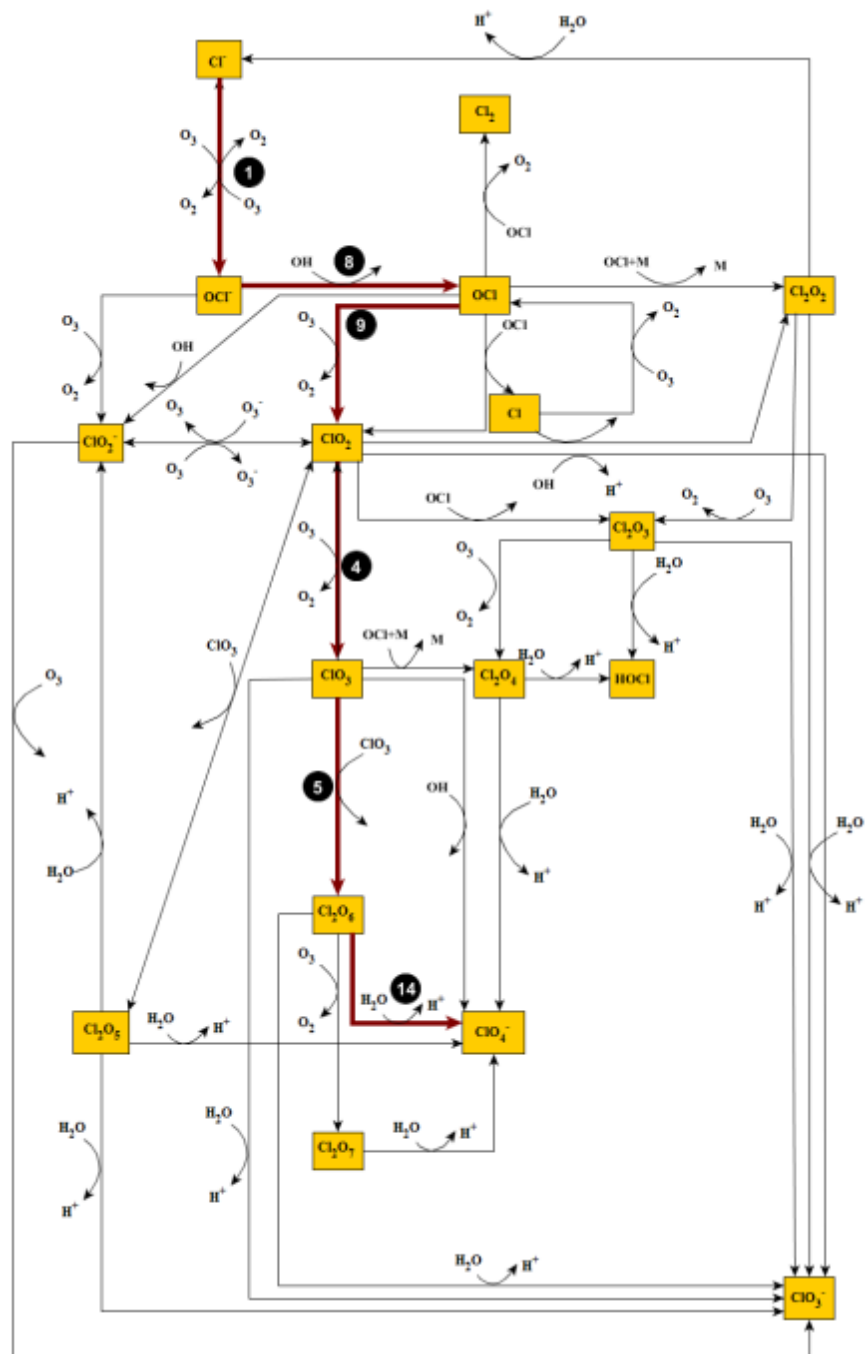 H⁺ H₂O
Cl⁻
Cl₂
O₃ O₂
O₂
1
O₂ O₃
OCl
OH 8
OCl+M M
OCl⁻
OCl
Cl₂O₂
9
O₃
O₃
OCl
O₂
OH
O₂
O₂
O₃
O₃ O₃⁻
Cl
ClO₂⁻
ClO₂
O₃ O₃⁻
OH
H⁺
OCl
O₂ O₃
Cl₂O₃
O₃
O₃
4
H₂O
O₂
O₂
ClO₃
OCl+M M
H₂O H⁺
H⁺
O₃
ClO₃
Cl₂O₄
HOCl
ClO₃
5
OH
H₂O
H⁺
H₂O
H₂O
H₂O
H⁺
H⁺
H⁺
Cl₂O₆
O₃
14
H₂O H⁺
O₂
Cl₂O₅
H₂O H⁺
ClO₄⁻
H₂O
H₂O
H₂O H⁺
Cl₂O₇
H⁺
H⁺
H₂O H⁺
ClO₃⁻